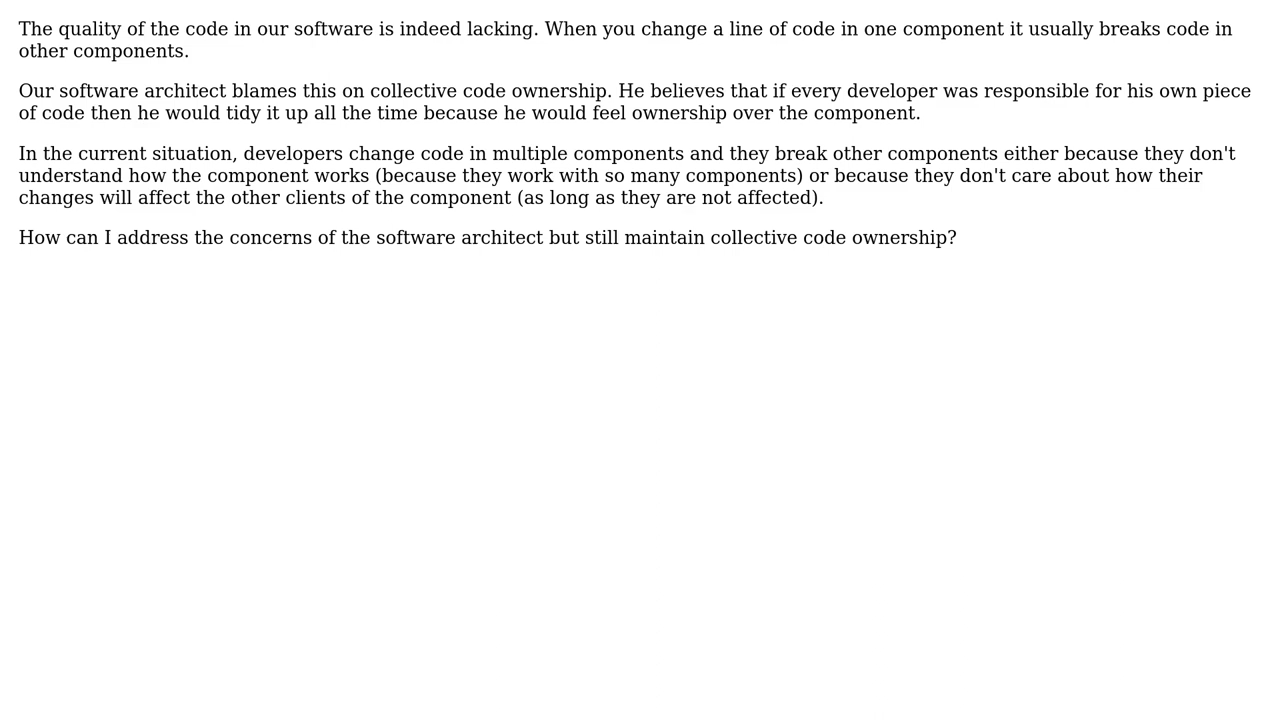 The quality of the code in our software is indeed lacking. When you change a line of code in one component it usually breaks code in
other components.
Our software architect blames this on collective code ownership. He believes that if every developer was responsible for his own piece
of code then he would tidy it up all the time because he would feel ownership over the component.
In the current situation, developers change code in multiple components and they break other components either because they don't
understand how the component works (because they work with so many components) or because they don't care about how their
changes will affect the other clients of the component (as long as they are not affected).
How can I address the concerns of the software architect but still maintain collective code ownership?